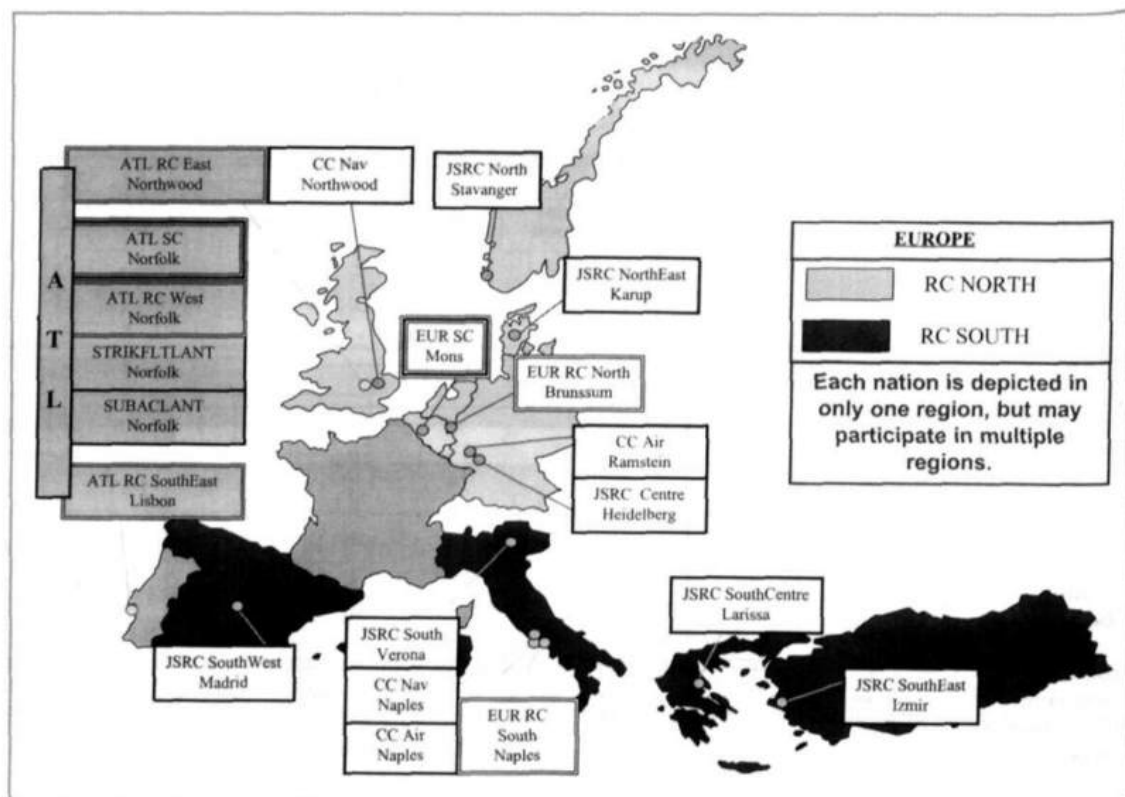 ATL RC East
Northwood
CC Nav
Northwood
JSRC North
Stavanger
A
T
L
ATL SC
Norfolk
ATL RC West
Norfolk
STRIKFLTLANT
Norfolk
SUBACLANT
Norfolk
ATL RC SouthEast
Lisbon
EUROPE
RC NORTH
RC SOUTH
Each nation is depicted in
only one region, but may
participate in multiple
regions.
JSRC NorthEast
Karup
EUR SC
Mons
EUR RC North
Brunssum
CC Air
Ramstein
JSRC Centre
Heidelberg
JSRC SouthWest
Madrid
JSRC South
Verona
CC Nav
Naples
CC Air
Naples
EUR RC
South
Naples
JSRC SouthCentre
Larissa
JSRC SouthEast
Izmir